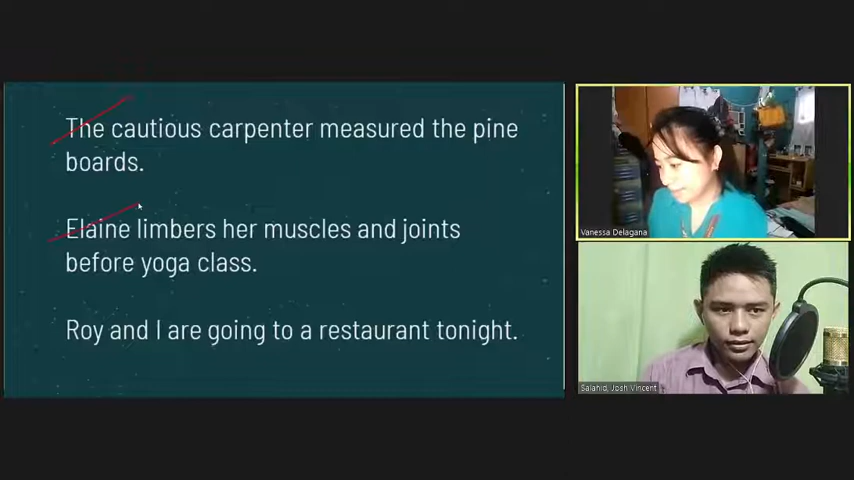 The cautious carpenter measured the pine
boards.
Elaine limbers her muscles and joints
before yoga class.
Roy and I are going to a restaurant tonight.
Vanessa Delagana
Salahid, Josh Vincent